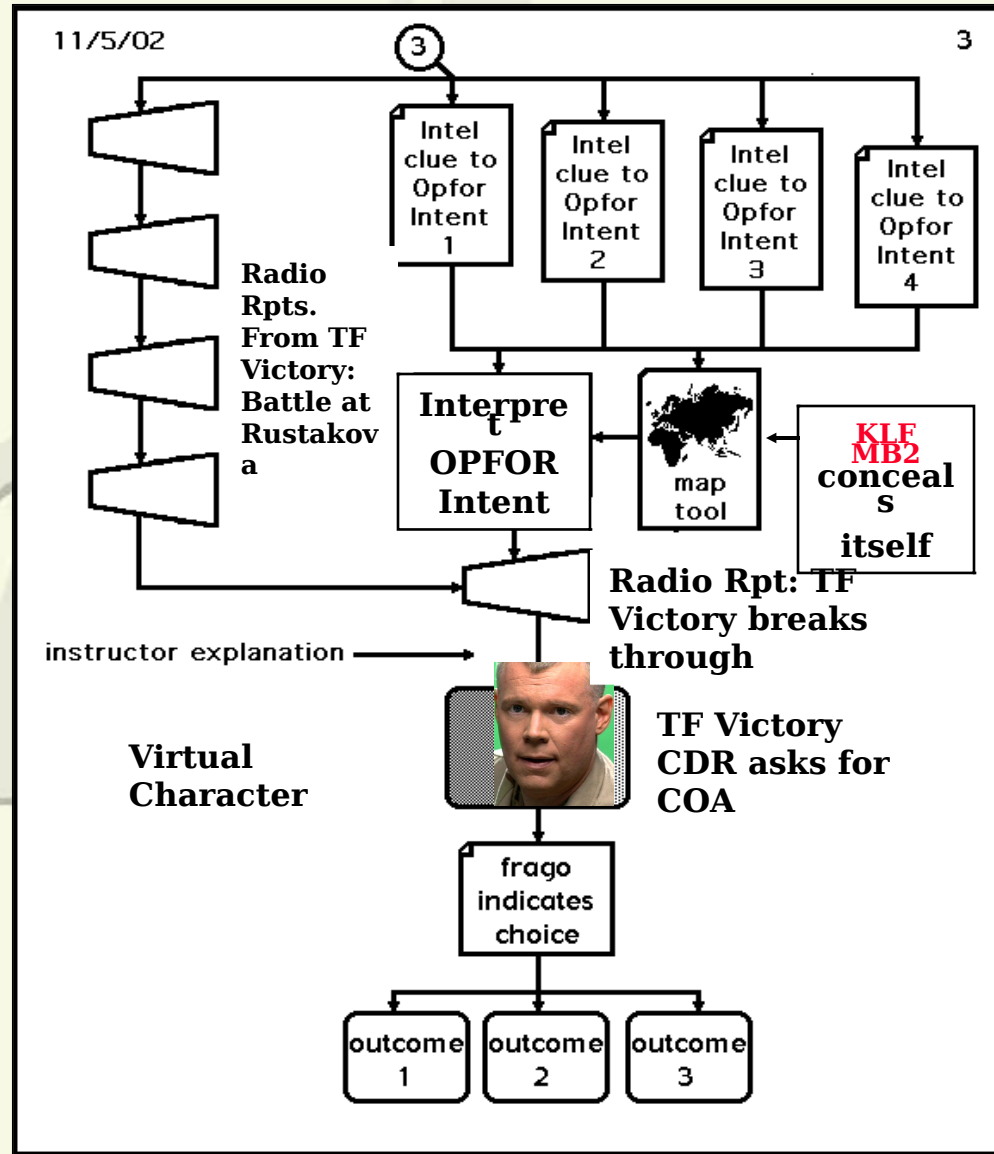 11/5/02
3
3
Intel
clue to
Opfor
Intent
1
Intel
clue to
Opfor
Intent
2
Intel
clue to
Opfor
Intent
3
Intel
clue to
Opfor
Intent
4
Radio
Rpts.
From TF
Victory:
Battle at
Rustakov
a
Interpre
t
OPFOR
Intent
map
tool
KLF
MB2
conceal
s
itself
Radio Rpt: TF
Victory breaks
through
instructor explanation
Virtual
Character
TF Victory
CDR asks for
COA
frago
indicates
choice
outcome
1
outcome
2
outcome
3